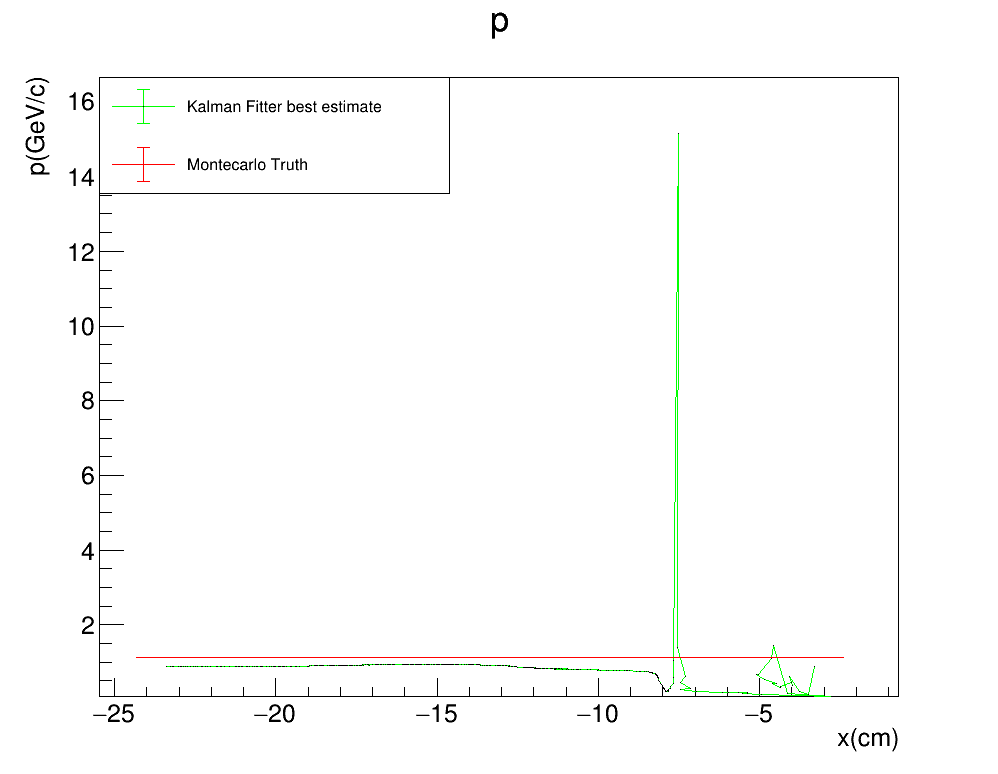 p
p(GeV/c)
16
14
12
10
8
6
4
2
Kalman Fitter best estimate
Montecarlo Truth
−25
−20
−15
−10
−5
x(cm)